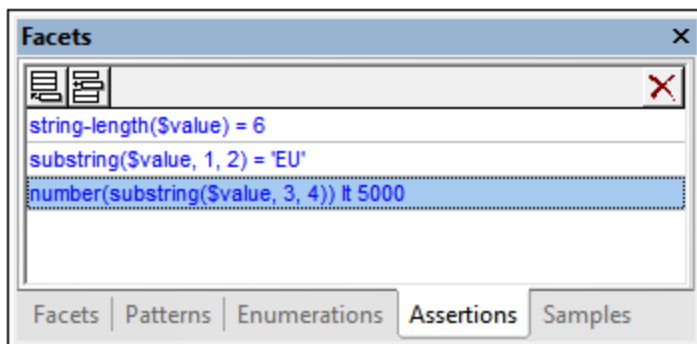 Facets
string-length($value) = 6
substring($value, 1, 2) = 'EU'
number(substring($value, 3, 4)) lt 5000
Facets Patterns Enumerations Assertions Samples